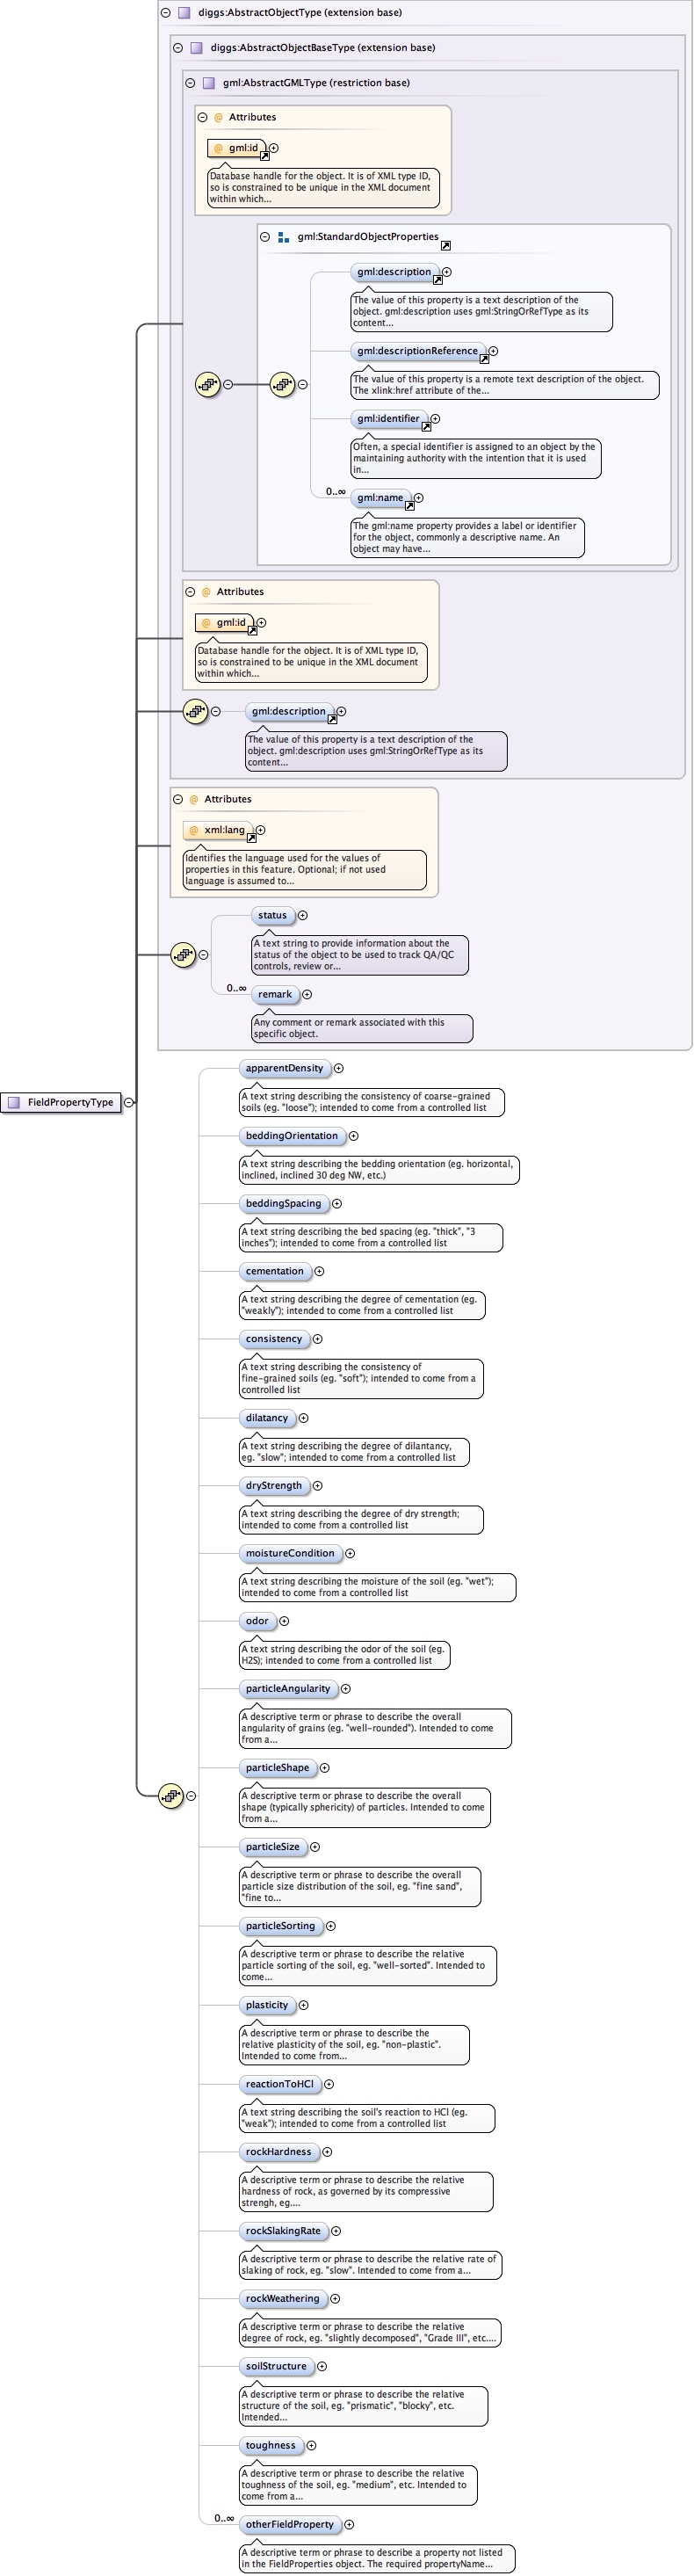 diggs:AbstractObjectType (extension base)
diggs:AbstractObjectBaseType (extension base)
gml:AbstractGMLType (restriction base)
@ Attributes
@ gml:id
Database handle for the object. It is of XML type ID,
so is constrained to be unique in the XML document
within which...
gml:StandardObjectProperties
gml:description
The value of this property is a text description of the
object. gml:description uses gml:StringOrRefType as its
content...
gml:descriptionReference
The value of this property is a remote text description of the object.
The xlink:href attribute of the...
gml:identifier
Often, a special identifier is assigned to an object by the
maintaining authority with the intention that it is used
in...
0..∞
gml:name
The gml:name property provides a label or identifier
for the object, commonly a descriptive name. An
object may have...
@ Attributes
@ gml:id
Database handle for the object. It is of XML type ID,
so is constrained to be unique in the XML document
within which...
gml:description
The value of this property is a text description of the
object. gml:description uses gml:StringOrRefType as its
content...
@ Attributes
@ xml:lang
Identifies the language used for the values of
properties in this feature. Optional; if not used
language is assumed to...
status
A text string to provide information about the
status of the object to be used to track QA/QC
controls, review or...
0..∞
remark
Any comment or remark associated with this
specific object.
FieldPropertyType
apparentDensity
A text string describing the consistency of coarse-grained
soils (eg. "loose"); intended to come from a controlled list
beddingOrientation
A text string describing the bedding orientation (eg. horizontal,
inclined, inclined 30 deg NW, etc.)
beddingSpacing
A text string describing the bed spacing (eg. "thick", "3
inches"); intended to come from a controlled list
cementation
A text string describing the degree of cementation (eg.
"weakly"); intended to come from a controlled list
consistency
A text string describing the consistency of
fine-grained soils (eg. "soft"); intended to come from a
controlled list
dilatancy
A text string describing the degree of dilantancy,
eg. "slow"; intended to come from a controlled list
dryStrength
A text string describing the degree of dry strength;
intended to come from a controlled list
moistureCondition
A text string describing the moisture of the soil (eg. "wet");
intended to come from a controlled list
odor
A text string describing the odor of the soil (eg.
H2S); intended to come from a controlled list
particleAngularity
A descriptive term or phrase to describe the overall
angularity of grains (eg. "well-rounded"). Intended to come
from a...
particleShape
A descriptive term or phrase to describe the overall
shape (typically sphericity) of particles. Intended to come
from a...
particleSize
A descriptive term or phrase to describe the overall
particle size distribution of the soil, eg. "fine sand",
"fine to...
particleSorting
A descriptive term or phrase to describe the relative
particle sorting of the soil, eg. "well-sorted". Intended to
come...
plasticity
A descriptive term or phrase to describe the
relative plasticity of the soil, eg. "non-plastic".
Intended to come from...
reactionToHCl
A text string describing the soil's reaction to HCl (eg.
"weak"); intended to come from a controlled list
rockHardness
A descriptive term or phrase to describe the relative
hardness of rock, as governed by its compressive
strengh, eg....
rockSlakingRate
A descriptive term or phrase to describe the relative rate of
slaking of rock, eg. "slow". Intended to come from a...
rockWeathering
A descriptive term or phrase to describe the relative
degree of rock, eg. "slightly decomposed", "Grade III", etc....
soilStructure
A descriptive term or phrase to describe the relative
structure of the soil, eg. "prismatic", "blocky", etc.
Intended...
toughness
A descriptive term or phrase to describe the relative
toughness of the soil, eg. "medium", etc. Intended to
come from a...
0..∞
otherFieldProperty
A descriptive term or phrase to describe a property not listed
in the FieldProperties object. The required propertyName...